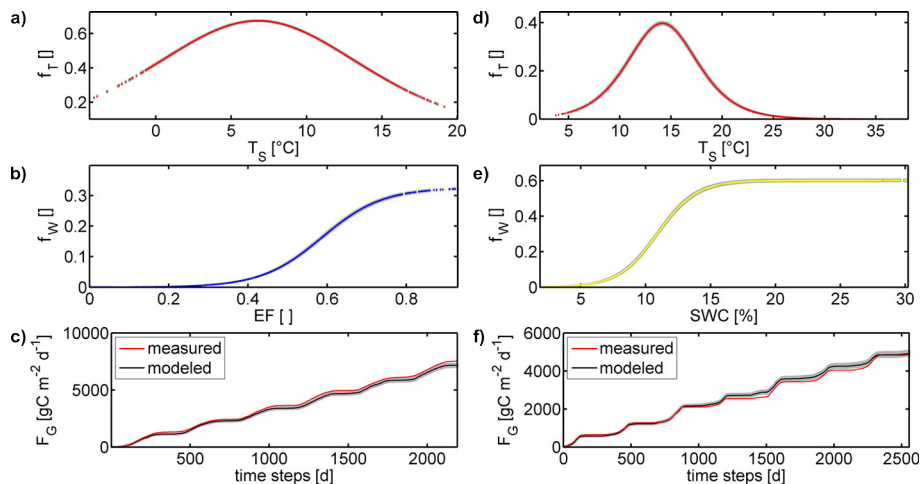 a)
f_T []
0.6
0.4
0.2
0
5
10
15
20
T_S [°C]
d)
f_T []
0.4
0.2
0
5
10
15
20
25
30
35
T_S [°C]
b)
f_W []
0.3
0.2
0.1
0
0
0.2
0.4
0.6
0.8
EF [ ]
e)
f_W []
0.6
0.4
0.2
0
5
10
15
20
25
30
SWC [%]
c)
F_G [gC m⁻² d⁻¹]
10000
5000
0
measured
modeled
500
1000
1500
2000
time steps [d]
f)
F_G [gC m⁻² d⁻¹]
6000
4000
2000
0
measured
modeled
0
500
1000
1500
2000
2500
time steps [d]